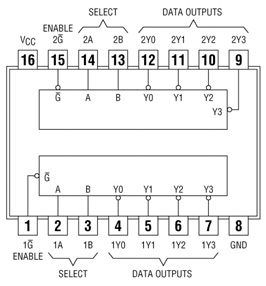 SELECT DATA OUTPUTS
ENABLE
VCC 2G̅ 2A 2B 2Y0 2Y1 2Y2 2Y3
16 15 14 13 12 11 10 9
G̅ A B Y0 Y1 Y2
Y3
G̅
A B Y0 Y1 Y2 Y3
1 2 3 4 5 6 7 8
1G̅ 1A 1B 1Y0 1Y1 1Y2 1Y3 GND
ENABLE
SELECT DATA OUTPUTS